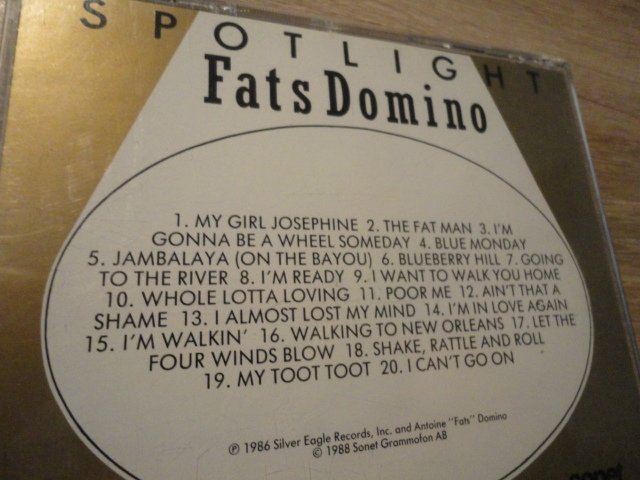 SPOTLIGHT
Fats Domino
1. MY GIRL JOSEPHINE 2. THE FAT MAN 3. I'M
GONNA BE A WHEEL SOMEDAY 4. BLUE MONDAY
5. JAMBALAYA (ON THE BAYOU) 6. BLUEBERRY HILL 7. GOING
TO THE RIVER 8. I'M READY 9. I WANT TO WALK YOU HOME
10. WHOLE LOTTA LOVING 11. POOR ME 12. AIN'T THAT A
SHAME 13. I ALMOST LOST MY MIND 14. I'M IN LOVE AGAIN
15. I'M WALKIN' 16. WALKING TO NEW ORLEANS 17. LET THE
FOUR WINDS BLOW 18. SHAKE, RATTLE AND ROLL
19. MY TOOT TOOT 20. I CAN'T GO ON
℗ 1986 Silver Eagle Records, Inc. and Antoine "Fats" Domino
© 1988 Sonet Grammofon AB
sonet